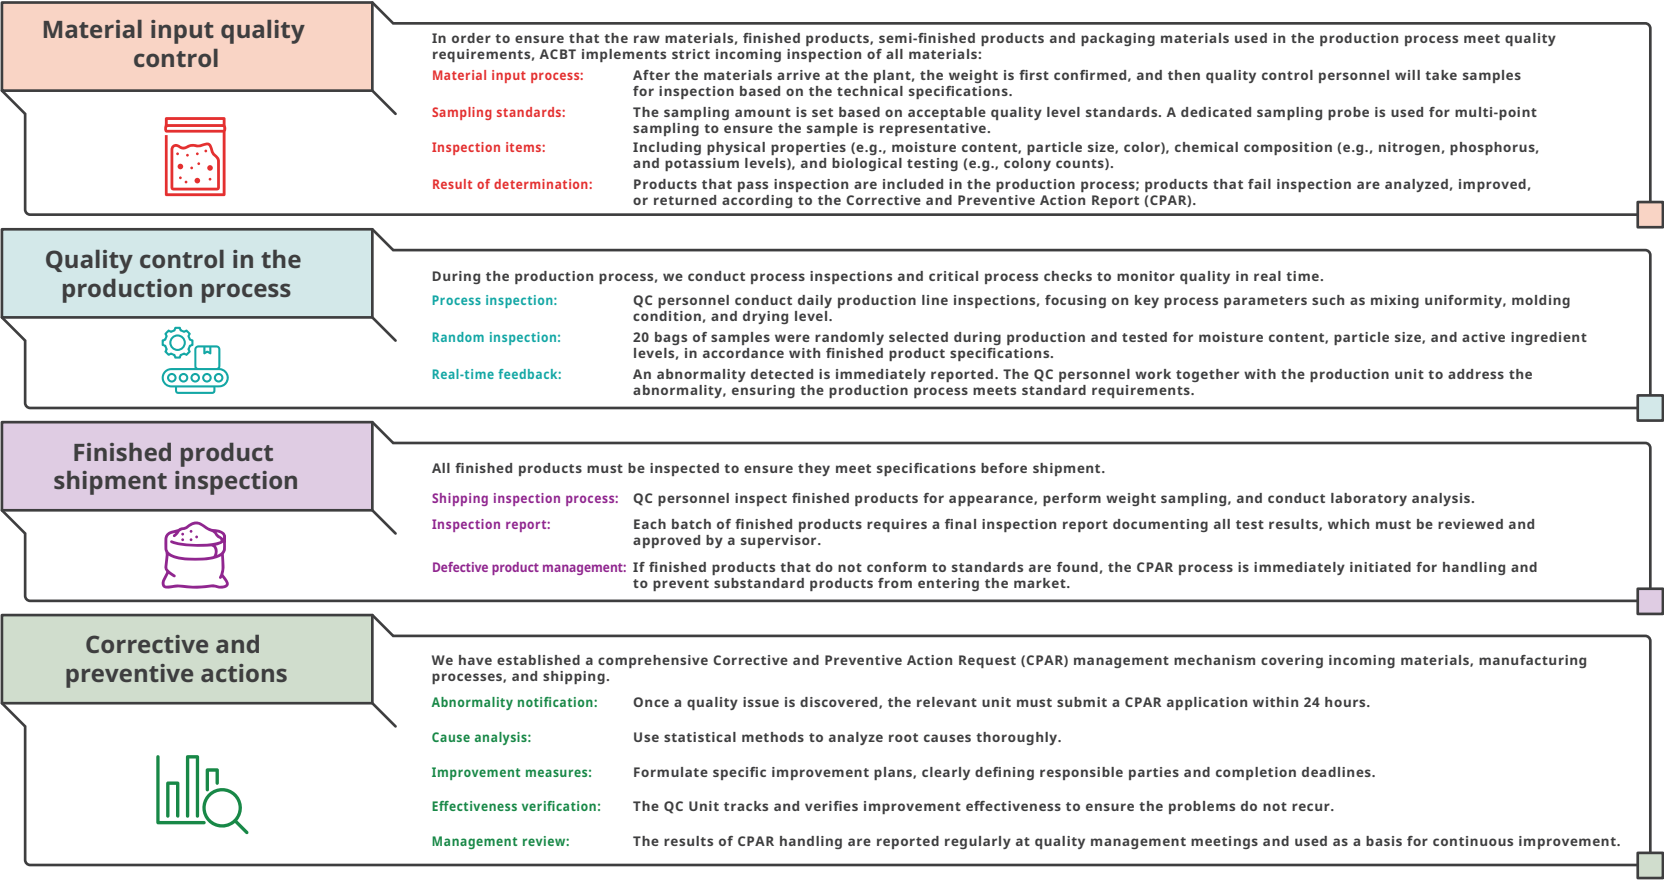 Material input quality
control
In order to ensure that the raw materials, finished products, semi-finished products and packaging materials used in the production process meet quality
requirements, ACBT implements strict incoming inspection of all materials:
Material input process: After the materials arrive at the plant, the weight is first confirmed, and then quality control personnel will take samples
for inspection based on the technical specifications.
Sampling standards: The sampling amount is set based on acceptable quality level standards. A dedicated sampling probe is used for multi-point
sampling to ensure the sample is representative.
Inspection items: Including physical properties (e.g., moisture content, particle size, color), chemical composition (e.g., nitrogen, phosphorus,
and potassium levels), and biological testing (e.g., colony counts).
Result of determination: Products that pass inspection are included in the production process; products that fail inspection are analyzed, improved,
or returned according to the Corrective and Preventive Action Report (CPAR).
Quality control in the
production process
During the production process, we conduct process inspections and critical process checks to monitor quality in real time.
Process inspection: QC personnel conduct daily production line inspections, focusing on key process parameters such as mixing uniformity, molding
condition, and drying level.
Random inspection: 20 bags of samples were randomly selected during production and tested for moisture content, particle size, and active ingredient
levels, in accordance with finished product specifications.
Real-time feedback: An abnormality detected is immediately reported. The QC personnel work together with the production unit to address the
abnormality, ensuring the production process meets standard requirements.
Finished product
shipment inspection
All finished products must be inspected to ensure they meet specifications before shipment.
Shipping inspection process: QC personnel inspect finished products for appearance, perform weight sampling, and conduct laboratory analysis.
Inspection report: Each batch of finished products requires a final inspection report documenting all test results, which must be reviewed and
approved by a supervisor.
Defective product management: If finished products that do not conform to standards are found, the CPAR process is immediately initiated for handling and
to prevent substandard products from entering the market.
Corrective and
preventive actions
We have established a comprehensive Corrective and Preventive Action Request (CPAR) management mechanism covering incoming materials, manufacturing
processes, and shipping.
Abnormality notification: Once a quality issue is discovered, the relevant unit must submit a CPAR application within 24 hours.
Cause analysis: Use statistical methods to analyze root causes thoroughly.
Improvement measures: Formulate specific improvement plans, clearly defining responsible parties and completion deadlines.
Effectiveness verification: The QC Unit tracks and verifies improvement effectiveness to ensure the problems do not recur.
Management review: The results of CPAR handling are reported regularly at quality management meetings and used as a basis for continuous improvement.